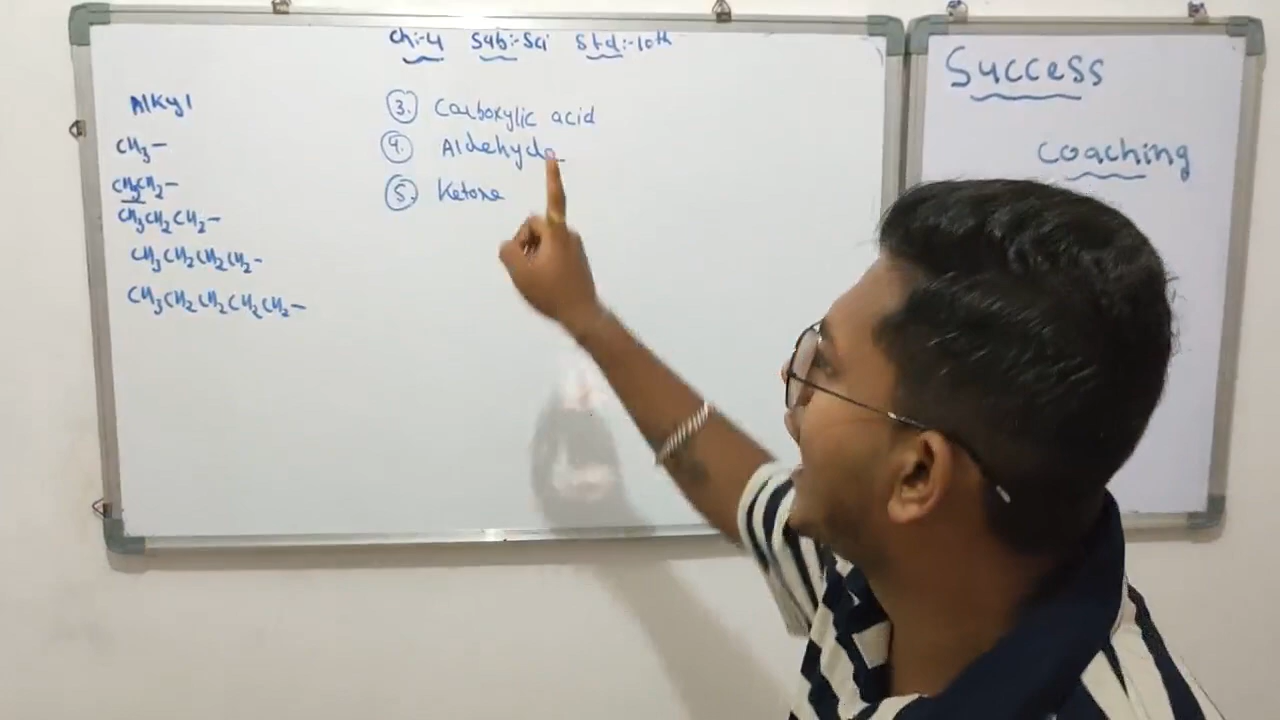 Ch:-4 Sub:-Sci Std:-10th
Alkyl
CH3-
CH3CH2-
CH3CH2CH2-
CH3CH2CH2CH2-
CH3CH2CH2CH2CH2-
3. Carboxylic acid
4. Aldehyde
5. Ketone
Success
Coaching